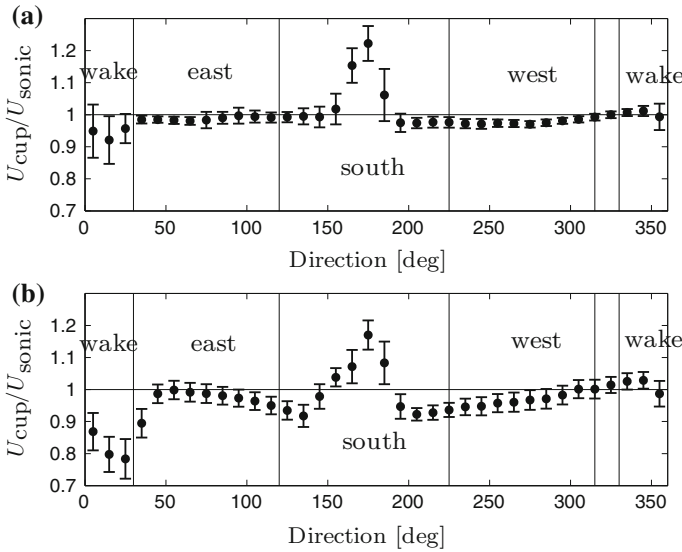 (a)
1.2
1.1
1
0.9
0.8
0.7
wake east west wake
south
U_cup/U_sonic
0 50 100 150 200 250 300 350
Direction [deg]
(b)
1.2
1.1
1
0.9
0.8
0.7
wake east west wake
south
U_cup/U_sonic
0 50 100 150 200 250 300 350
Direction [deg]